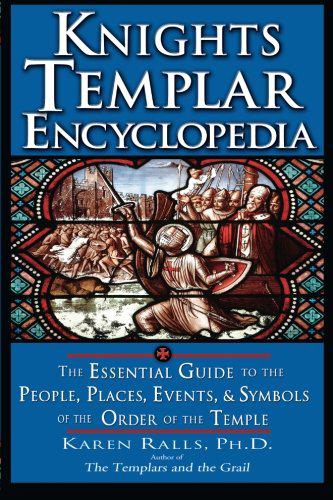 KNIGHTS
TEMPLAR
ENCYCLOPEDIA
THE ESSENTIAL GUIDE TO THE
PEOPLE, PLACES, EVENTS, & SYMBOLS
OF THE ORDER OF THE TEMPLE
KAREN RALLS, PH.D.
Author of
The Templars and the Grail